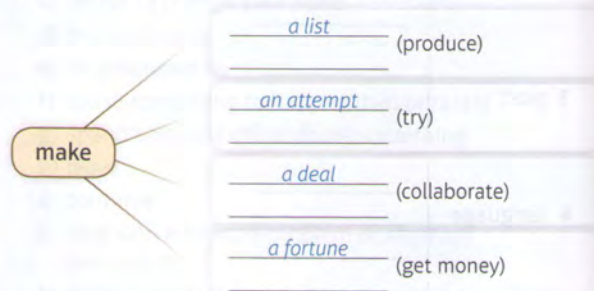 make
a list
(produce)
an attempt
(try)
a deal
(collaborate)
a fortune
(get money)